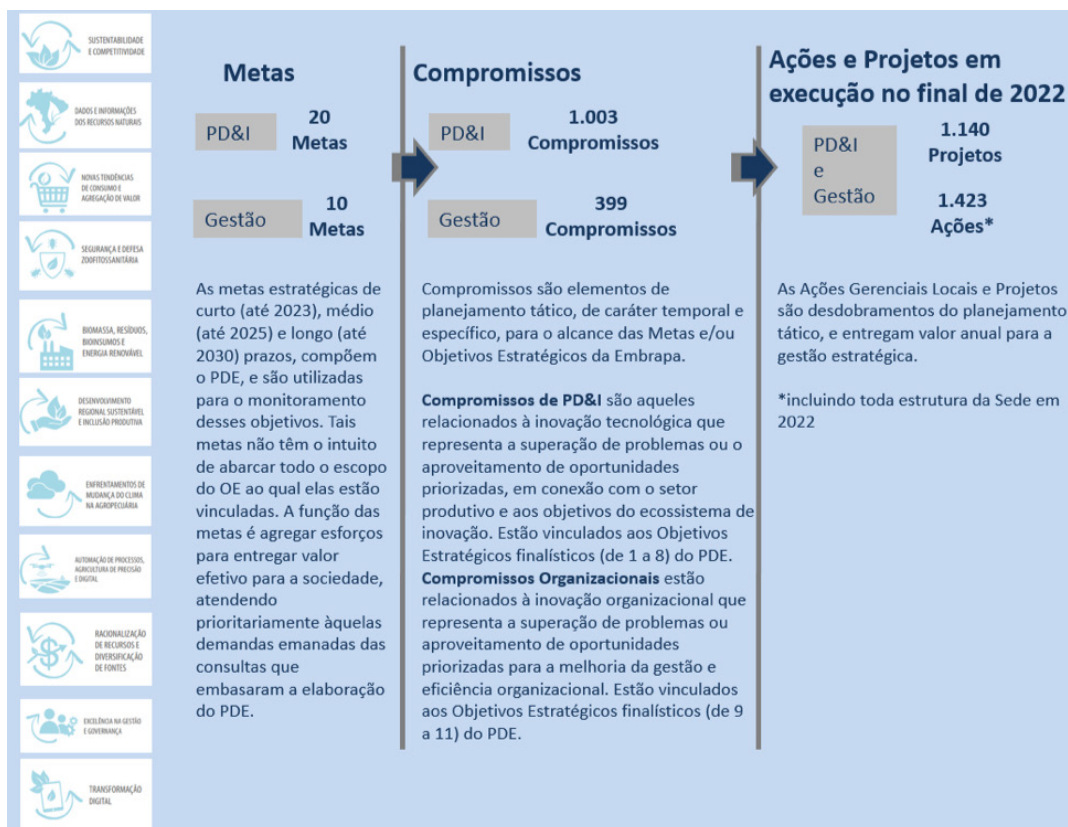 SUSTENTABILIDADE
E COMPETITIVIDADE
DADOS E INFORMAÇÕES
DOS RECURSOS NATURAIS
NOVAS TENDÊNCIAS
DE CONSUMO E
AGREGAÇÃO DE VALOR
SEGURANÇA E DEFESA
ZOOFITOSSANITÁRIA
BIOMASSA, RESÍDUOS,
BIOINSUMOS E
ENERGIA RENOVÁVEL
DESENVOLVIMENTO
REGIONAL SUSTENTÁVEL
E INCLUSÃO PRODUTIVA
ENFRENTAMENTOS DE
MUDANÇA DO CLIMA
NA AGROPECUÁRIA
AUTOMAÇÃO DE PROCESSOS,
AGRICULTURA DE PRECISÃO
E DIGITAL
RACIONALIZAÇÃO
DE RECURSOS E
DIVERSIFICAÇÃO
DE FONTES
EXCELÊNCIA NA GESTÃO
E GOVERNANÇA
TRANSFORMAÇÃO
DIGITAL
Metas
PD&I
20
Metas
Gestão
10
Metas
As metas estratégicas de
curto (até 2023), médio
(até 2025) e longo (até
2030) prazos, compõem
o PDE, e são utilizadas
para o monitoramento
desses objetivos. Tais
metas não têm o intuito
de abarcar todo o escopo
do OE ao qual elas estão
vinculadas. A função das
metas é agregar esforços
para entregar valor
efetivo para a sociedade,
atendendo
prioritariamente àquelas
demandas emanadas das
consultas que
embasaram a elaboração
do PDE.
Compromissos
PD&I
1.003
Compromissos
Gestão
399
Compromissos
Compromissos são elementos de
planejamento tático, de caráter temporal e
específico, para o alcance das Metas e/ou
Objetivos Estratégicos da Embrapa.
Compromissos de PD&I são aqueles
relacionados à inovação tecnológica que
representa a superação de problemas ou o
aproveitamento de oportunidades
priorizadas, em conexão com o setor
produtivo e aos objetivos do ecossistema de
inovação. Estão vinculados aos Objetivos
Estratégicos finalísticos (de 1 a 8) do PDE.
Compromissos Organizacionais estão
relacionados à inovação organizacional que
representa a superação de problemas ou
aproveitamento de oportunidades
priorizadas para a melhoria da gestão e
eficiência organizacional. Estão vinculados
aos Objetivos Estratégicos finalísticos (de 9
a 11) do PDE.
Ações e Projetos em
execução no final de 2022
PD&I
e
Gestão
1.140
Projetos
1.423
Ações*
As Ações Gerenciais Locais e Projetos
são desdobramentos do planejamento
tático, e entregam valor anual para a
gestão estratégica.
*incluindo toda estrutura da Sede em
2022